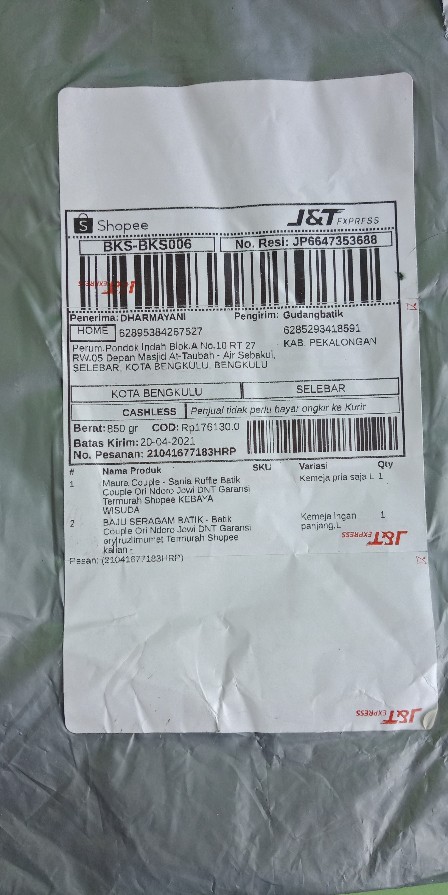 Shopee
J&T EXPRESS
BKS-BKS006
No. Resi: JP6647353688
Penerima: DHARMAYANI
Pengirim: Gudangbatik
HOME 62895384267527
6285293418591
Perum.Pondok Indah Blok.A No.10 RT 27
KAB. PEKALONGAN
RW.05 Depan Masjid At-Taubah - Air Sebakul,
SELEBAR, KOTA BENGKULU, BENGKULU
KOTA BENGKULU
SELEBAR
CASHLESS
Penjual tidak perlu bayar ongkir ke Kurir
Berat: 850 gr COD: Rp176130.0
Batas Kirim: 20-04-2021
No. Pesanan: 21041677183HRP
# Nama Produk SKU Variasi Qty
1 Maura Couple - Sania Ruffle Batik Kemeja pria saja L 1
Couple Ori Ndoro Jowi DNT Garansi
Termurah Shopee KEBAYA
WISUDA
2 BAJU SERAGAM BATIK - Batik Kemeja lngan 1
Couple Ori Ndoro Jowi DNT Garansi panjang,L
Termurah Shopee
kalian -
J&T EXPRESS
Pesan: (21041677183HRP)
J&T EXPRESS